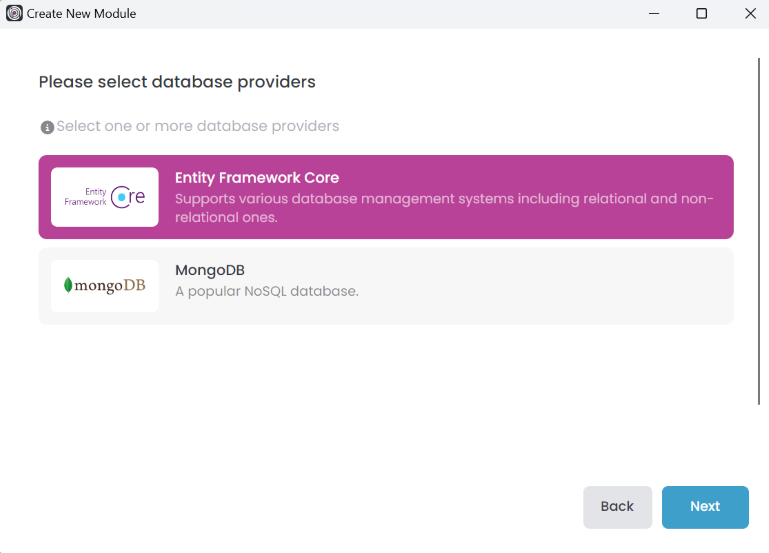 Create New Module
Please select database providers
Select one or more database providers
Entity
Framework Core
Entity Framework Core
Supports various database management systems including relational and non-
relational ones.
mongoDB
MongoDB
A popular NoSQL database.
Back
Next